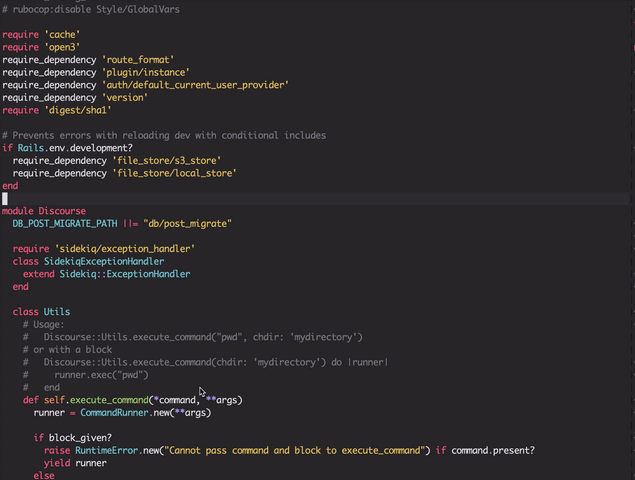 # rubocop:disable Style/GlobalVars
require 'cache'
require 'open3'
require_dependency 'route_format'
require_dependency 'plugin/instance'
require_dependency 'auth/default_current_user_provider'
require_dependency 'version'
require 'digest/sha1'
# Prevents errors with reloading dev with conditional includes
if Rails.env.development?
  require_dependency 'file_store/s3_store'
  require_dependency 'file_store/local_store'
end
module Discourse
  DB_POST_MIGRATE_PATH ||= "db/post_migrate"
  require 'sidekiq/exception_handler'
  class SidekiqExceptionHandler
    extend Sidekiq::ExceptionHandler
  end
  class Utils
    # Usage:
    #   Discourse::Utils.execute_command("pwd", chdir: 'mydirectory')
    # or with a block
    #   Discourse::Utils.execute_command(chdir: 'mydirectory') do |runner|
    #     runner.exec("pwd")
    #   end
    def self.execute_command(*command, **args)
      runner = CommandRunner.new(**args)
      if block_given?
        raise RuntimeError.new("Cannot pass command and block to execute_command") if command.present?
        yield runner
      else